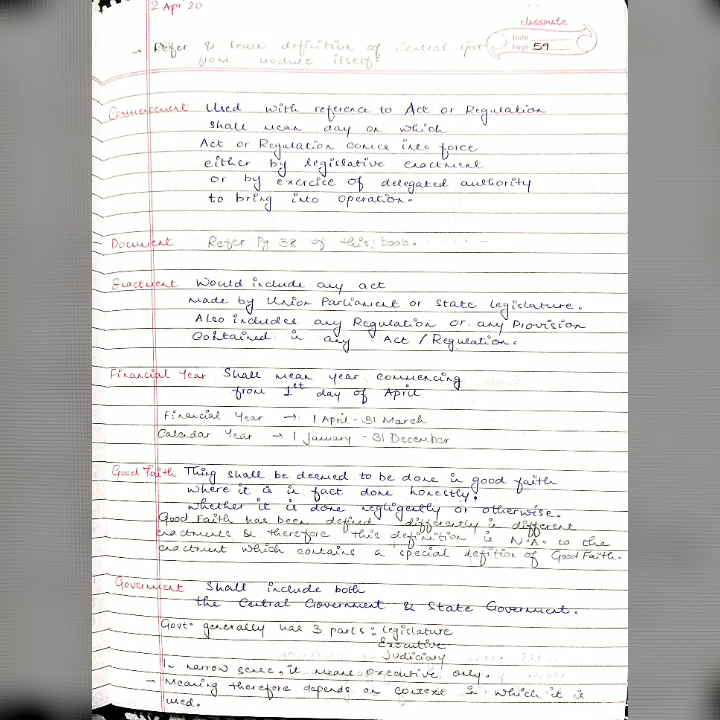 2 Apr 20
classmate
Date
Page 59
→ Refer & learn definition of Central Govt
from module itself.
Commencement Used with reference to Act or Regulation
shall mean day on which
Act or Regulation comes into force
either by legislative enactment
or by exercise of delegated authority
to bring into operation.
Document Refer Pg 38 of this book.
Enactment Would include any act
made by Union Parliament or State legislature.
Also includes any Regulation or any Provision
Contained in any Act / Regulation.
Financial Year Shall mean year commencing
from 1st day of April
Financial Year → 1 April - 31 March
Calendar Year → 1 January - 31 December
Good Faith Thing shall be deemed to be done in good faith
where it is in fact done honestly,
whether it is done negligently or otherwise.
Good Faith has been defined differently in different
enactments & therefore this definition is N.A. to the
enactment which contains a special defition of Good Faith.
Government Shall include both
the Central Government & State Government.
Govt. generally has 3 parts: legislature
Executive
Judiciary
In narrow sense, it means executive only.
→ Meaning therefore depends on context in which it is
used.